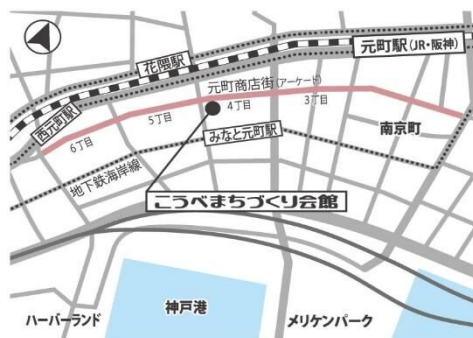 元町駅(JR・阪神)
花隈駅
元町商店街(アーケード)
西元町駅
6丁目
5丁目
4丁目
3丁目
みなと元町駅
南京町
地下鉄海岸線
こうべまちづくり会館
神戸港
ハーバーランド
メリケンパーク